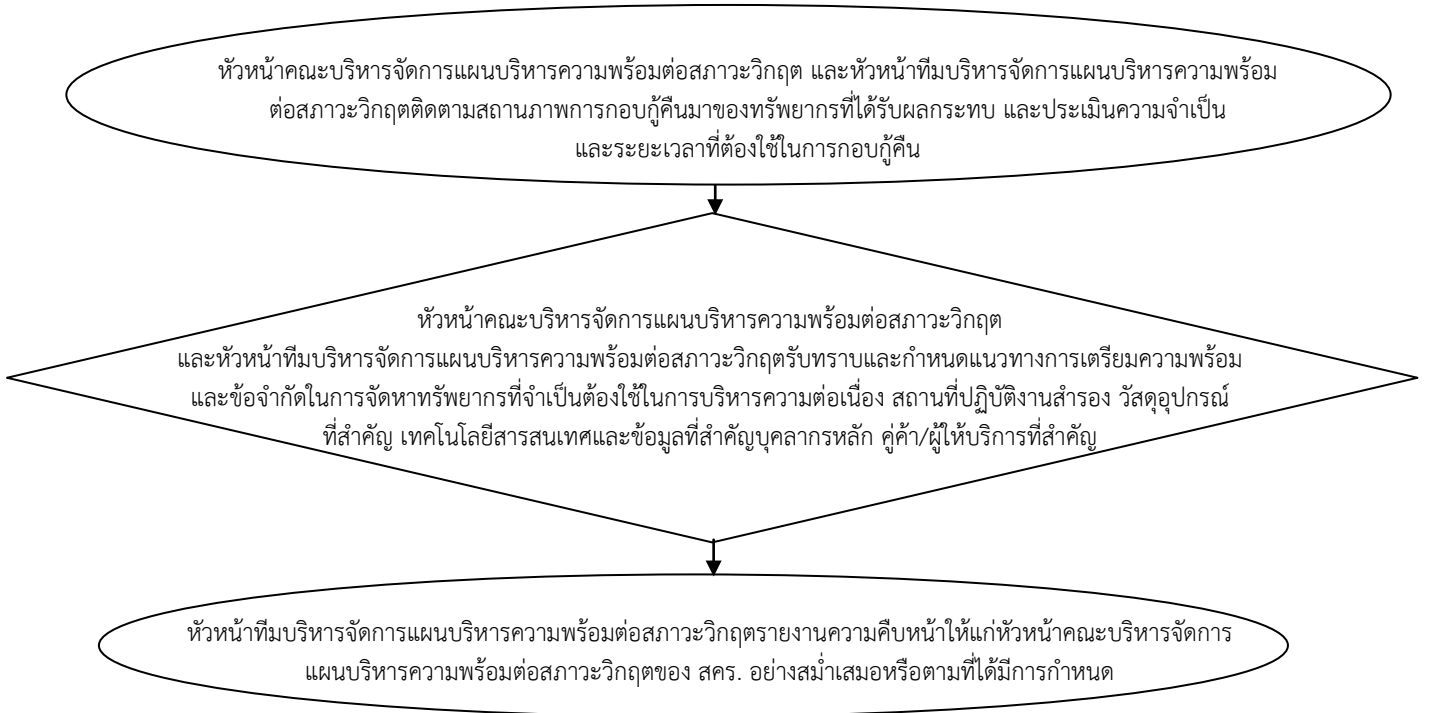 หัวหน้าคณะบริหารจัดการแผนบริหารความพร้อมต่อสภาวะวิกฤต และหัวหน้าทีมบริหารจัดการแผนบริหารความพร้อม
ต่อสภาวะวิกฤตติดตามสถานภาพการกอบกู้คืนมาของทรัพยากรที่ได้รับผลกระทบ และประเมินความจำเป็น
และระยะเวลาที่ต้องใช้ในการกอบกู้คืน
หัวหน้าคณะบริหารจัดการแผนบริหารความพร้อมต่อสภาวะวิกฤต
และหัวหน้าทีมบริหารจัดการแผนบริหารความพร้อมต่อสภาวะวิกฤตรับทราบและกำหนดแนวทางการเตรียมความพร้อม
และข้อจำกัดในการจัดหาทรัพยากรที่จำเป็นต้องใช้ในการบริหารความต่อเนื่อง สถานที่ปฏิบัติงานสำรอง วัสดุอุปกรณ์
ที่สำคัญ เทคโนโลยีสารสนเทศและข้อมูลที่สำคัญบุคลากรหลัก คู่ค้า/ผู้ให้บริการที่สำคัญ
หัวหน้าทีมบริหารจัดการแผนบริหารความพร้อมต่อสภาวะวิกฤตรายงานความคืบหน้าให้แก่หัวหน้าคณะบริหารจัดการ
แผนบริหารความพร้อมต่อสภาวะวิกฤตของ สคร. อย่างสม่ำเสมอหรือตามที่ได้มีการกำหนด